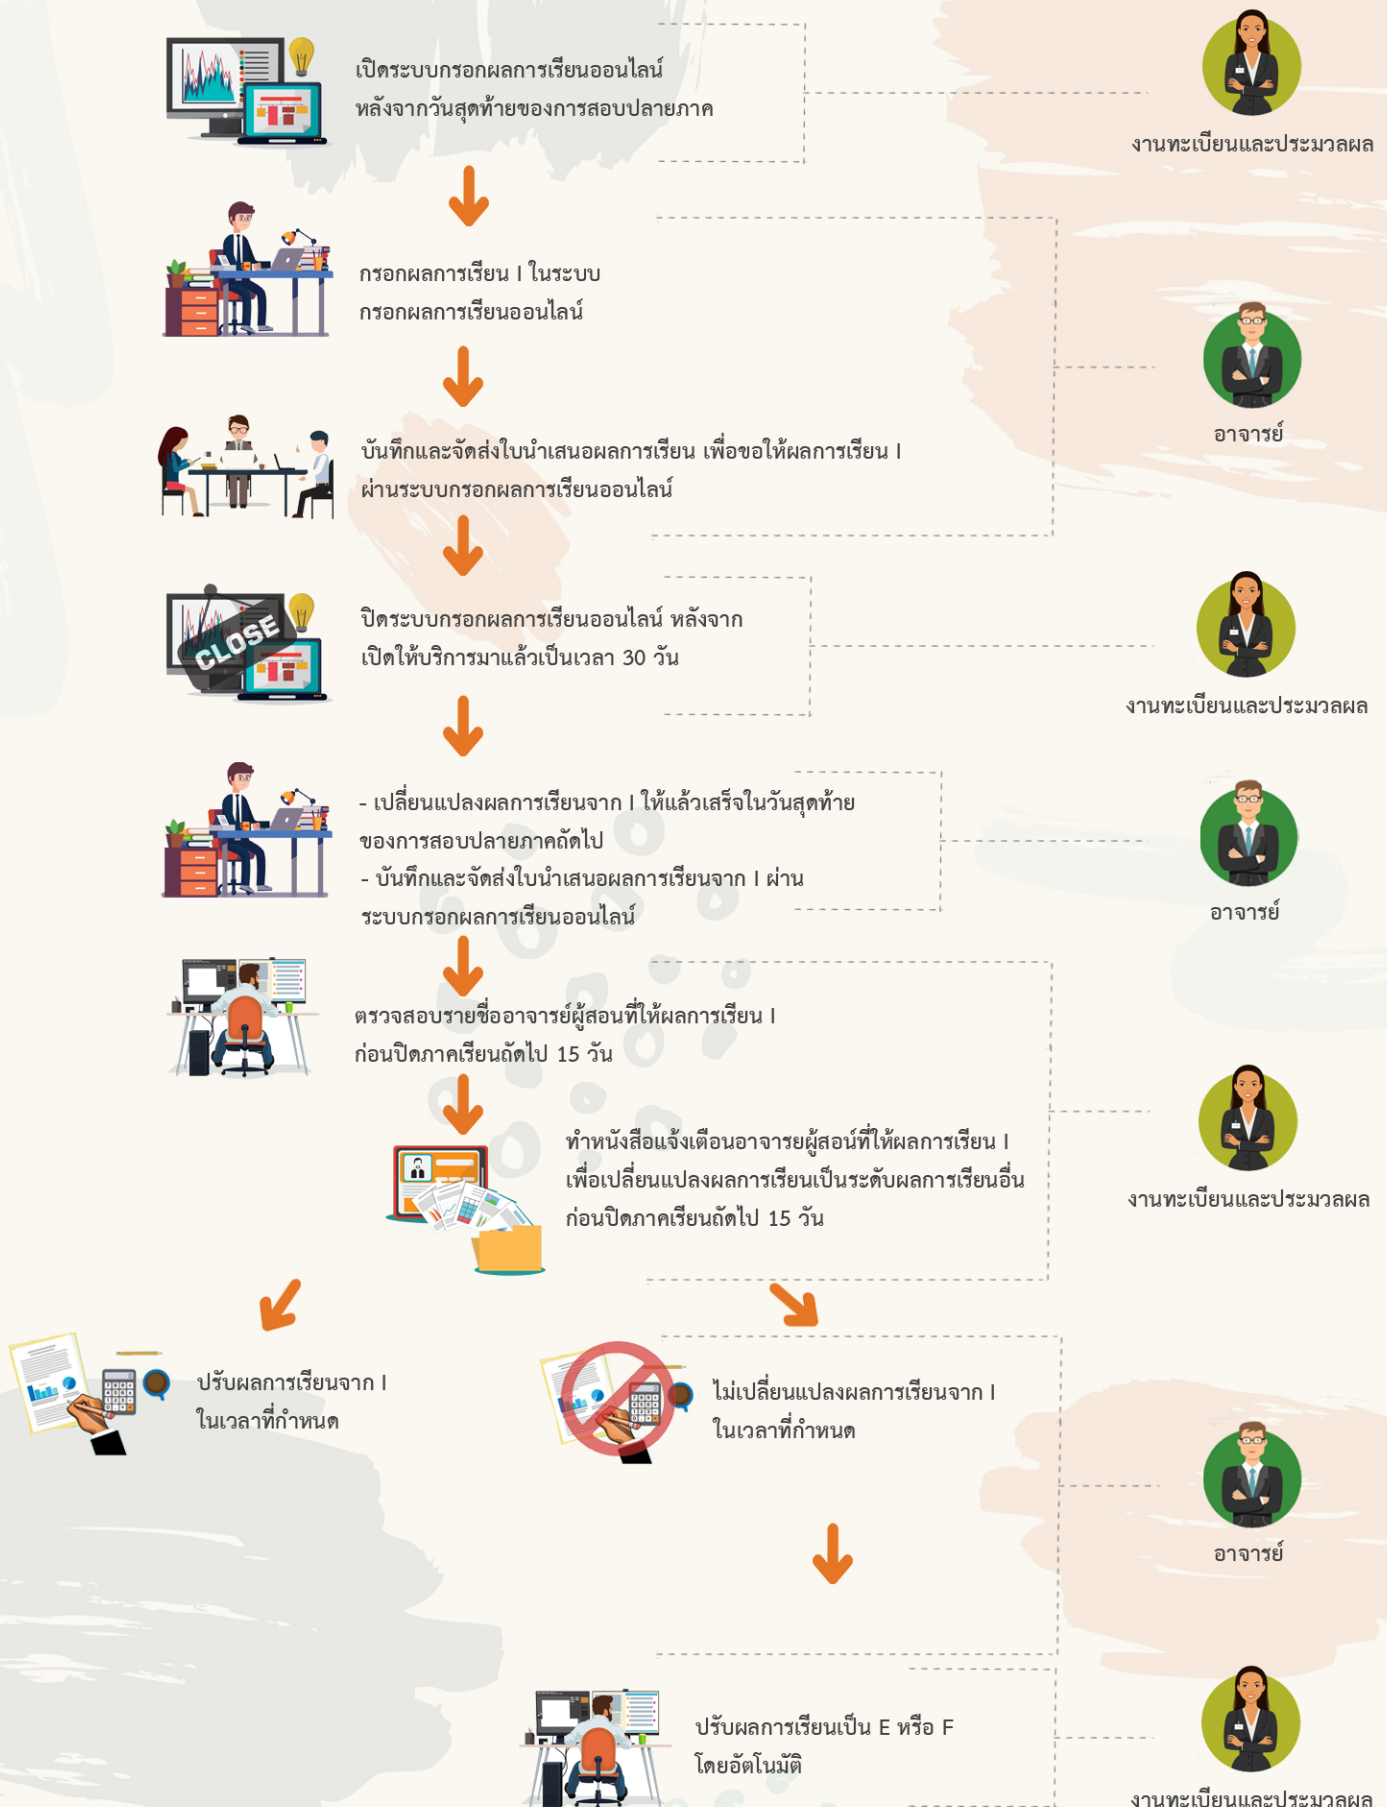 เปิดระบบกรอกผลการเรียนออนไลน์
หลังจากวันสุดท้ายของการสอบปลายภาค
งานทะเบียนและประมวลผล
กรอกผลการเรียน I ในระบบ
กรอกผลการเรียนออนไลน์
อาจารย์
บันทึกและจัดส่งใบนำเสนอผลการเรียน เพื่อขอให้ผลการเรียน I
ผ่านระบบกรอกผลการเรียนออนไลน์
CLOSE
ปิดระบบกรอกผลการเรียนออนไลน์ หลังจาก
เปิดให้บริการมาแล้วเป็นเวลา 30 วัน
งานทะเบียนและประมวลผล
- เปลี่ยนแปลงผลการเรียนจาก I ให้แล้วเสร็จในวันสุดท้าย
ของการสอบปลายภาคถัดไป
- บันทึกและจัดส่งใบนำเสนอผลการเรียนจาก I ผ่าน
ระบบกรอกผลการเรียนออนไลน์
อาจารย์
ตรวจสอบรายชื่ออาจารย์ผู้สอนที่ให้ผลการเรียน I
ก่อนปิดภาคเรียนถัดไป 15 วัน
ทำหนังสือแจ้งเตือนอาจารยผู้สอน์ที่ให้ผลการเรียน I
เพื่อเปลี่ยนแปลงผลการเรียนเป็นระดับผลการเรียนอื่น
ก่อนปิดภาคเรียนถัดไป 15 วัน
งานทะเบียนและประมวลผล
ปรับผลการเรียนจาก I
ในเวลาที่กำหนด
ไม่เปลี่ยนแปลงผลการเรียนจาก I
ในเวลาที่กำหนด
อาจารย์
ปรับผลการเรียนเป็น E หรือ F
โดยอัตโนมัติ
งานทะเบียนและประมวลผล